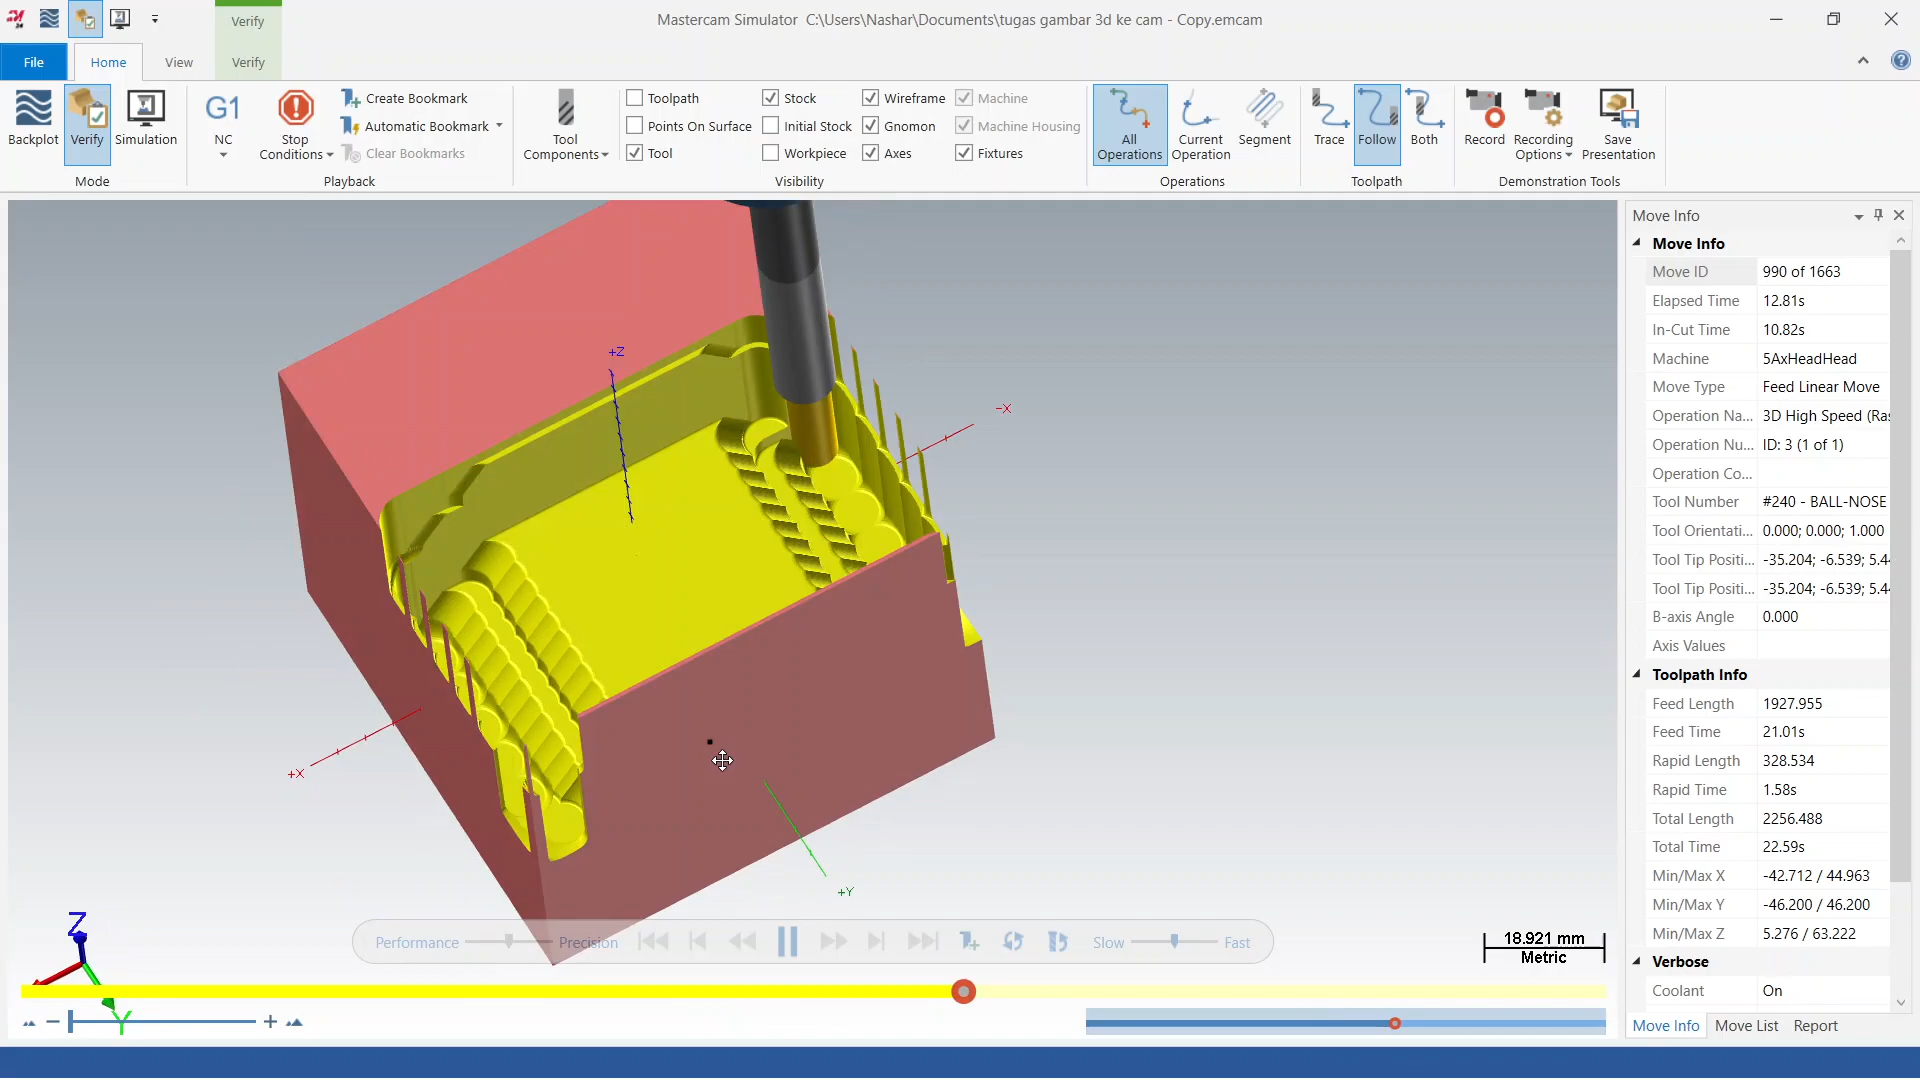 Verify
Mastercam Simulator C:\Users\Nashar\Documents\tugas gambar 3d ke cam - Copy.emcam
File
Home
View
Verify
Backplot
Verify
Simulation
Mode
G1
NC
Stop
Conditions
Create Bookmark
Automatic Bookmark
Clear Bookmarks
Playback
Tool
Components
Toolpath
Points On Surface
Tool
Stock
Initial Stock
Workpiece
Wireframe
Gnomon
Axes
Machine
Machine Housing
Fixtures
Visibility
All
Operations
Current
Operation
Segment
Operations
Trace
Follow
Both
Toolpath
Record
Recording
Options
Save
Presentation
Demonstration Tools
Move Info
Move Info
Move ID 990 of 1663
Elapsed Time 12.81s
In-Cut Time 10.82s
Machine 5AxHeadHead
Move Type Feed Linear Move
Operation Na... 3D High Speed (Ras
Operation Nu... ID: 3 (1 of 1)
Operation Co...
Tool Number #240 - BALL-NOSE
Tool Orientati... 0.000; 0.000; 1.000
Tool Tip Positi... -35.204; -6.539; 5.44
Tool Tip Positi... -35.204; -6.539; 5.44
B-axis Angle 0.000
Axis Values
Toolpath Info
Feed Length 1927.955
Feed Time 21.01s
Rapid Length 328.534
Rapid Time 1.58s
Total Length 2256.488
Total Time 22.59s
Min/Max X -42.712 / 44.963
Min/Max Y -46.200 / 46.200
Min/Max Z 5.276 / 63.222
Verbose
Coolant On
Move Info
Move List
Report
+Z
-X
+X
+Y
Z
Y
Performance
Precision
Slow
Fast
18.921 mm
Metric